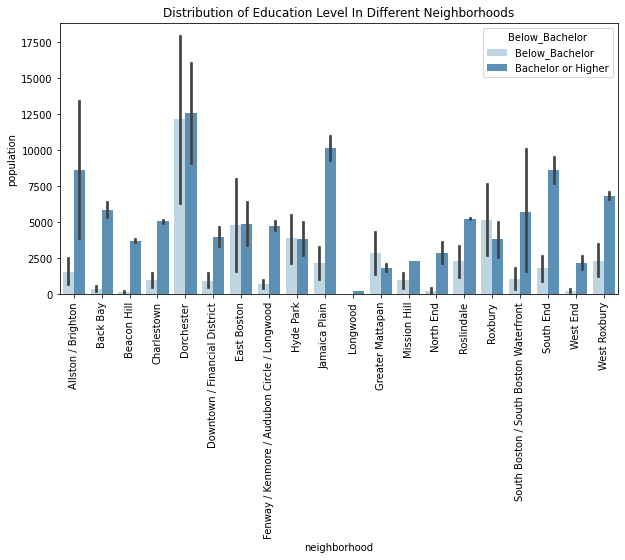 Distribution of Education Level In Different Neighborhoods
Below_Bachelor
Below_Bachelor
Bachelor or Higher
population
17500
15000
12500
10000
7500
5000
2500
0
Allston / Brighton
Back Bay
Beacon Hill
Charlestown
Dorchester
Downtown / Financial District
East Boston
Fenway / Kenmore / Audubon Circle / Longwood
Hyde Park
Jamaica Plain
Longwood
Greater Mattapan
Mission Hill
North End
Roslindale
Roxbury
South Boston / South Boston Waterfront
South End
West End
West Roxbury
neighborhood